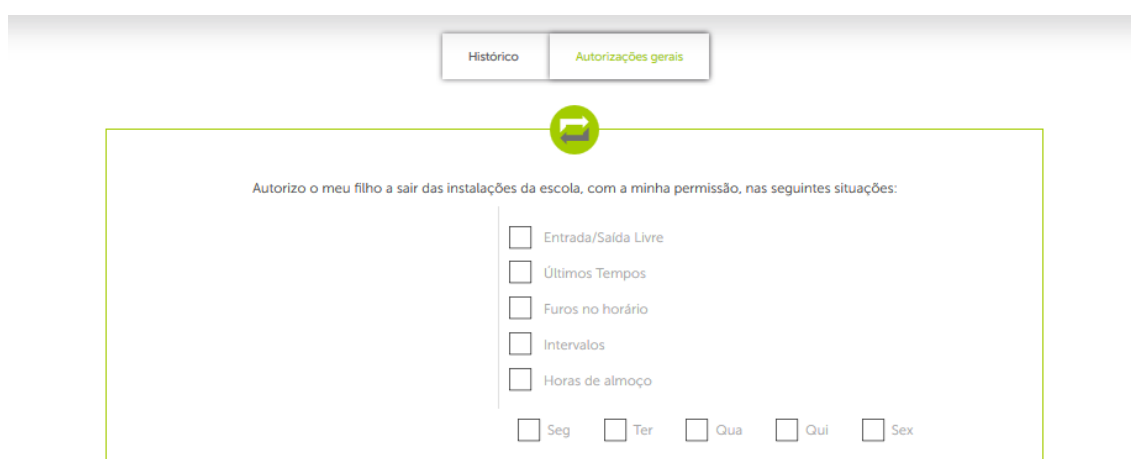 Histórico
Autorizações gerais
Autorizo o meu filho a sair das instalações da escola, com a minha permissão, nas seguintes situações:
Entrada/Saída Livre
Últimos Tempos
Furos no horário
Intervalos
Horas de almoço
Seg Ter Qua Qui Sex